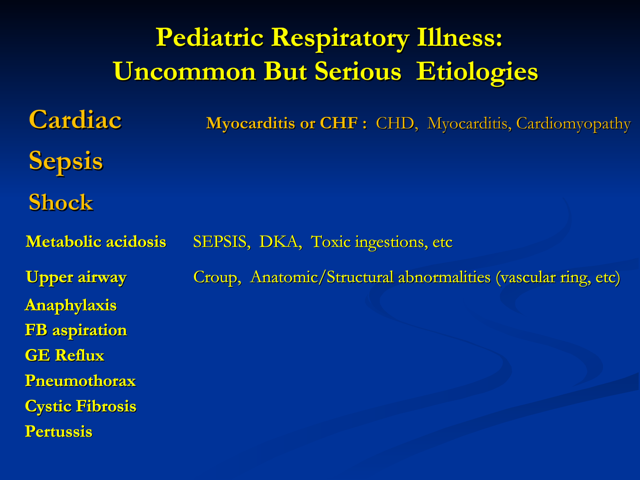 Pediatric Respiratory Illness:
Uncommon But Serious Etiologies
Cardiac Myocarditis or CHF : CHD, Myocarditis, Cardiomyopathy
Sepsis
Shock
Metabolic acidosis SEPSIS, DKA, Toxic ingestions, etc
Upper airway Croup, Anatomic/Structural abnormalities (vascular ring, etc)
Anaphylaxis
FB aspiration
GE Reflux
Pneumothorax
Cystic Fibrosis
Pertussis